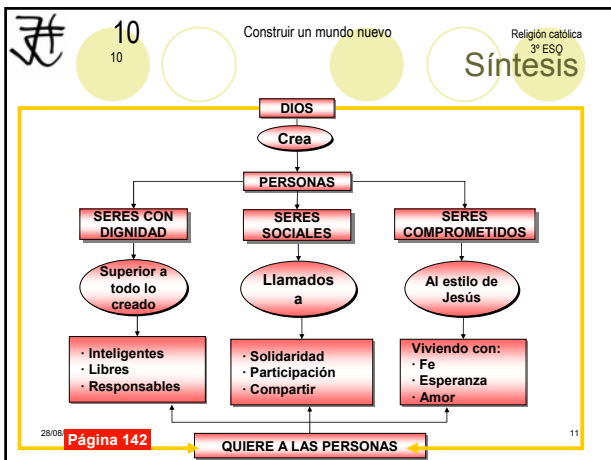 10
10
Construir un mundo nuevo
Religión católica
3º ESO
Síntesis
DIOS
Crea
PERSONAS
SERES CON
DIGNIDAD
SERES
SOCIALES
SERES
COMPROMETIDOS
Superior a
todo lo
creado
Llamados
a
Al estilo de
Jesús
· Inteligentes
· Libres
· Responsables
· Solidaridad
· Participación
· Compartir
Viviendo con:
· Fe
· Esperanza
· Amor
28/08/
Página 142
11
QUIERE A LAS PERSONAS